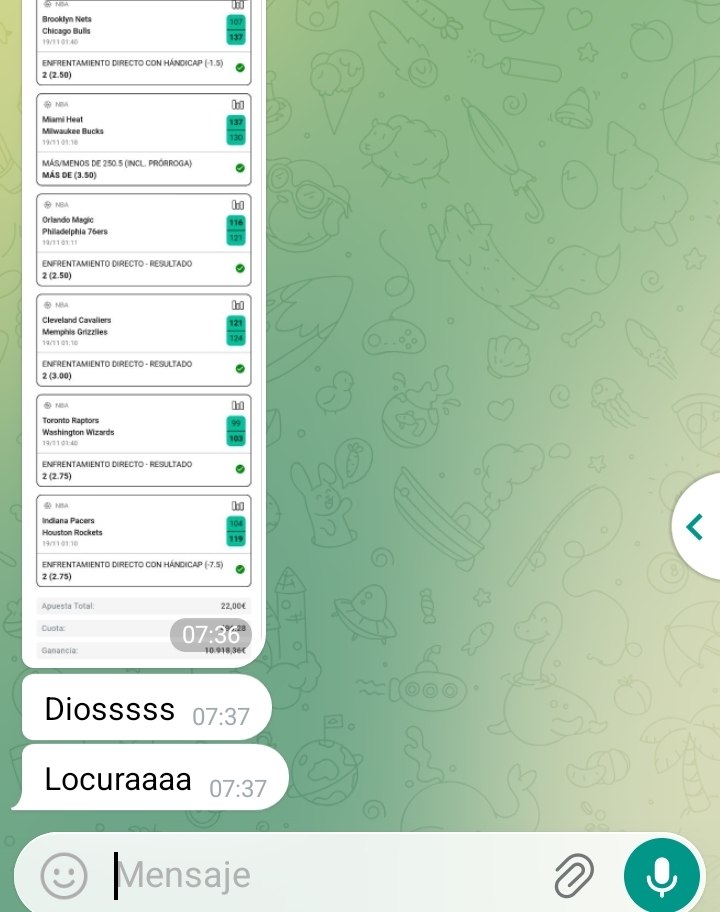 NBA
Brooklyn Nets
107
Chicago Bulls
137
19/11 01:40
ENFRENTAMIENTO DIRECTO CON HÁNDICAP (-1.5)
2 (2.50)
NBA
Miami Heat
137
Milwaukee Bucks
130
19/11 01:10
MÁS/MENOS DE 250.5 (INCL. PRÓRROGA)
MÁS DE (3.50)
NBA
Orlando Magic
116
Philadelphia 76ers
121
19/11 01:11
ENFRENTAMIENTO DIRECTO - RESULTADO
2 (2.50)
NBA
Cleveland Cavaliers
121
Memphis Grizzlies
124
19/11 01:10
ENFRENTAMIENTO DIRECTO - RESULTADO
2 (3.00)
NBA
Toronto Raptors
99
Washington Wizards
103
19/11 01:40
ENFRENTAMIENTO DIRECTO - RESULTADO
2 (2.75)
NBA
Indiana Pacers
104
Houston Rockets
119
19/11 01:10
ENFRENTAMIENTO DIRECTO CON HÁNDICAP (-7.5)
2 (2.75)
Apuesta Total: 22,00€
Cuota:
07:36
Ganancia: 10.918,36€
Diosssss 07:37
Locuraaaa 07:37
Mensaje